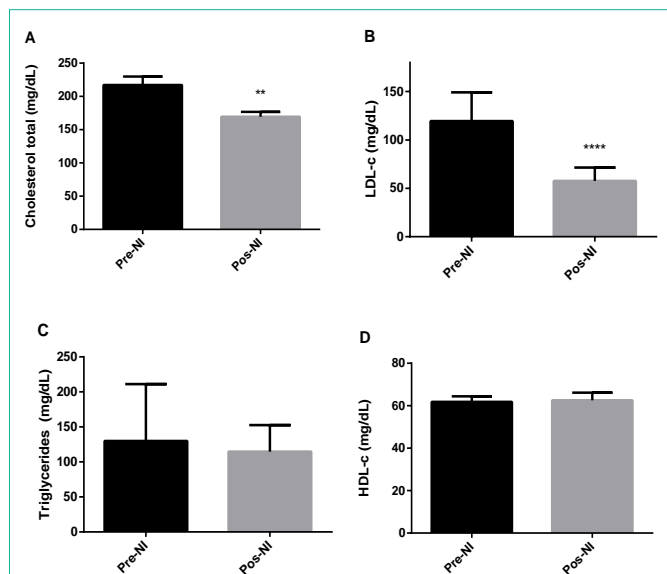 A
Cholesterol total (mg/dL)
250
200
150
100
50
0
**
Pre-NI
Pos-NI
B
LDL-c (mg/dL)
150
100
50
0
****
Pre-NI
Pos-NI
C
Triglycerides (mg/dL)
250
200
150
100
50
0
Pre-NI
Pos-NI
D
HDL-c (mg/dL)
80
60
40
20
0
Pre-NI
Pos-NI